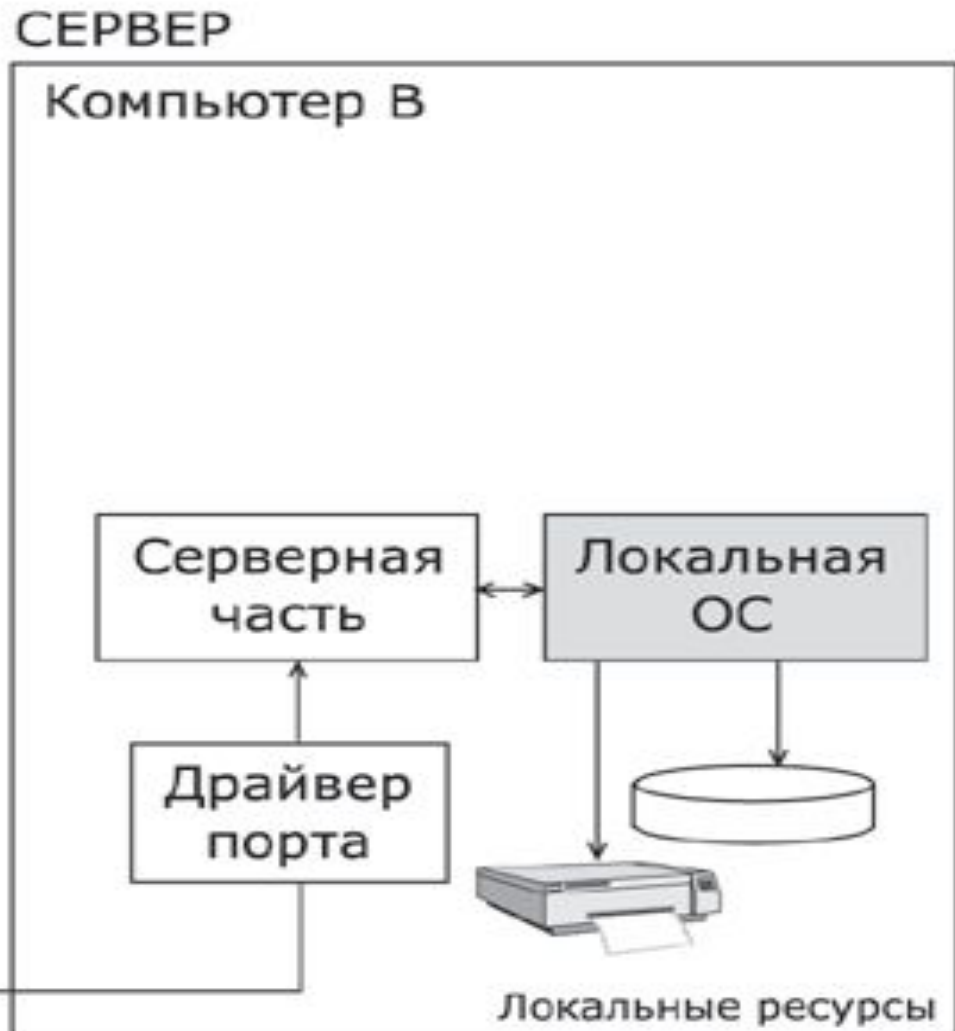 СЕРВЕР
Компьютер В
Серверная
часть
Локальная
ОС
Драйвер
порта
Локальные ресурсы